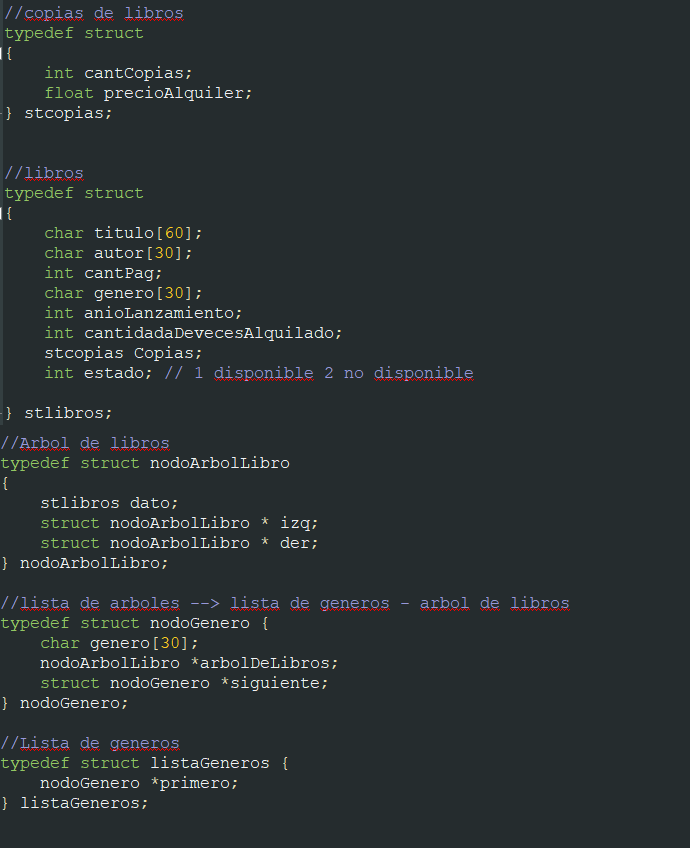 //copias de libros
typedef struct
{
    int cantCopias;
    float precioAlquiler;
} stcopias;
//libros
typedef struct
{
    char titulo[60];
    char autor[30];
    int cantPag;
    char genero[30];
    int anioLanzamiento;
    int cantidadaDevecesAlquilado;
    stcopias Copias;
    int estado; // 1 disponible 2 no disponible
} stlibros;
//Arbol de libros
typedef struct nodoArbolLibro
{
    stlibros dato;
    struct nodoArbolLibro * izq;
    struct nodoArbolLibro * der;
} nodoArbolLibro;
//lista de arboles --> lista de generos - arbol de libros
typedef struct nodoGenero {
    char genero[30];
    nodoArbolLibro *arbolDeLibros;
    struct nodoGenero *siguiente;
} nodoGenero;
//Lista de generos
typedef struct listaGeneros {
    nodoGenero *primero;
} listaGeneros;